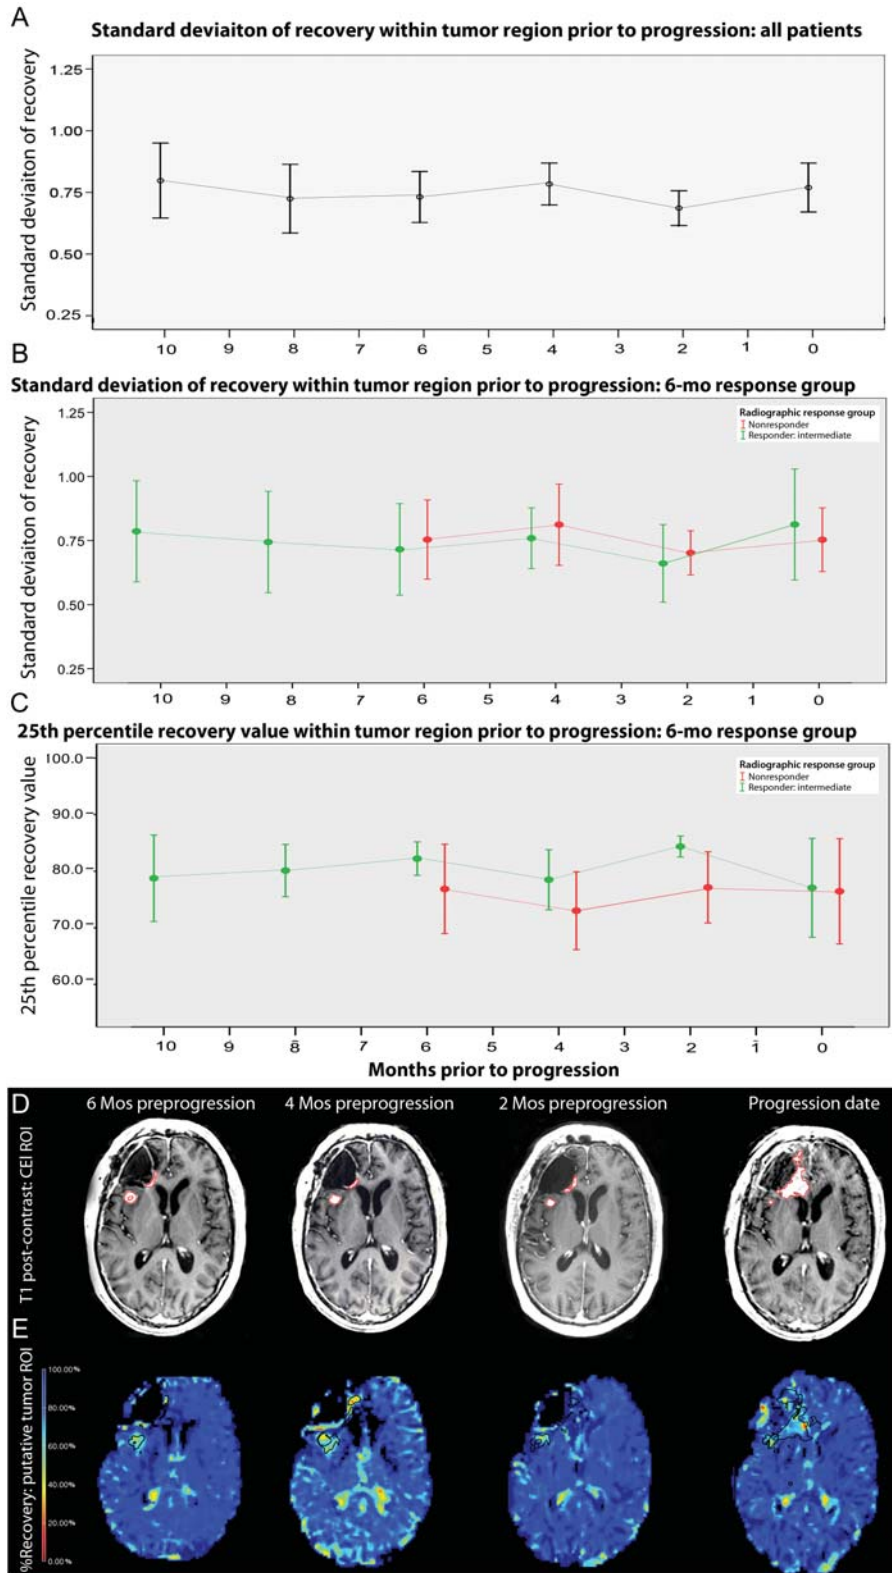 A
Standard deviaiton of recovery within tumor region prior to progression: all patients
Standard deviaiton of recovery
1.25
1.00
0.75
0.50
0.25
10 9 8 7 6 5 4 3 2 1 0
B
Standard deviation of recovery within tumor region prior to progression: 6-mo response group
Standard deviaiton of recovery
1.25
1.00
0.75
0.50
0.25
Radiographic response group
Nonresponder
Responder: intermediate
10 9 8 7 6 5 4 3 2 1 0
C
25th percentile recovery value within tumor region prior to progression: 6-mo response group
25th percentile recovery value
100.0
90.0
80.0
70.0
60.0
Radiographic response group
Nonresponder
Responder: intermediate
10 9 8 7 6 5 4 3 2 1 0
Months prior to progression
D
6 Mos preprogression 4 Mos preprogression 2 Mos preprogression Progression date
T1 post-contrast: CEI ROI
E
%Recovery: putative tumor ROI
100.00%
80.00%
60.00%
40.00%
20.00%
0.00%